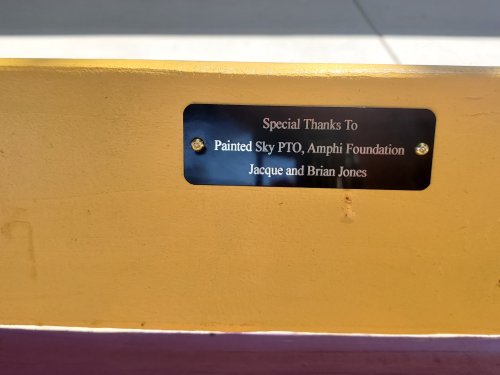 Special Thanks To
Painted Sky PTO, Amphi Foundation
Jacque and Brian Jones